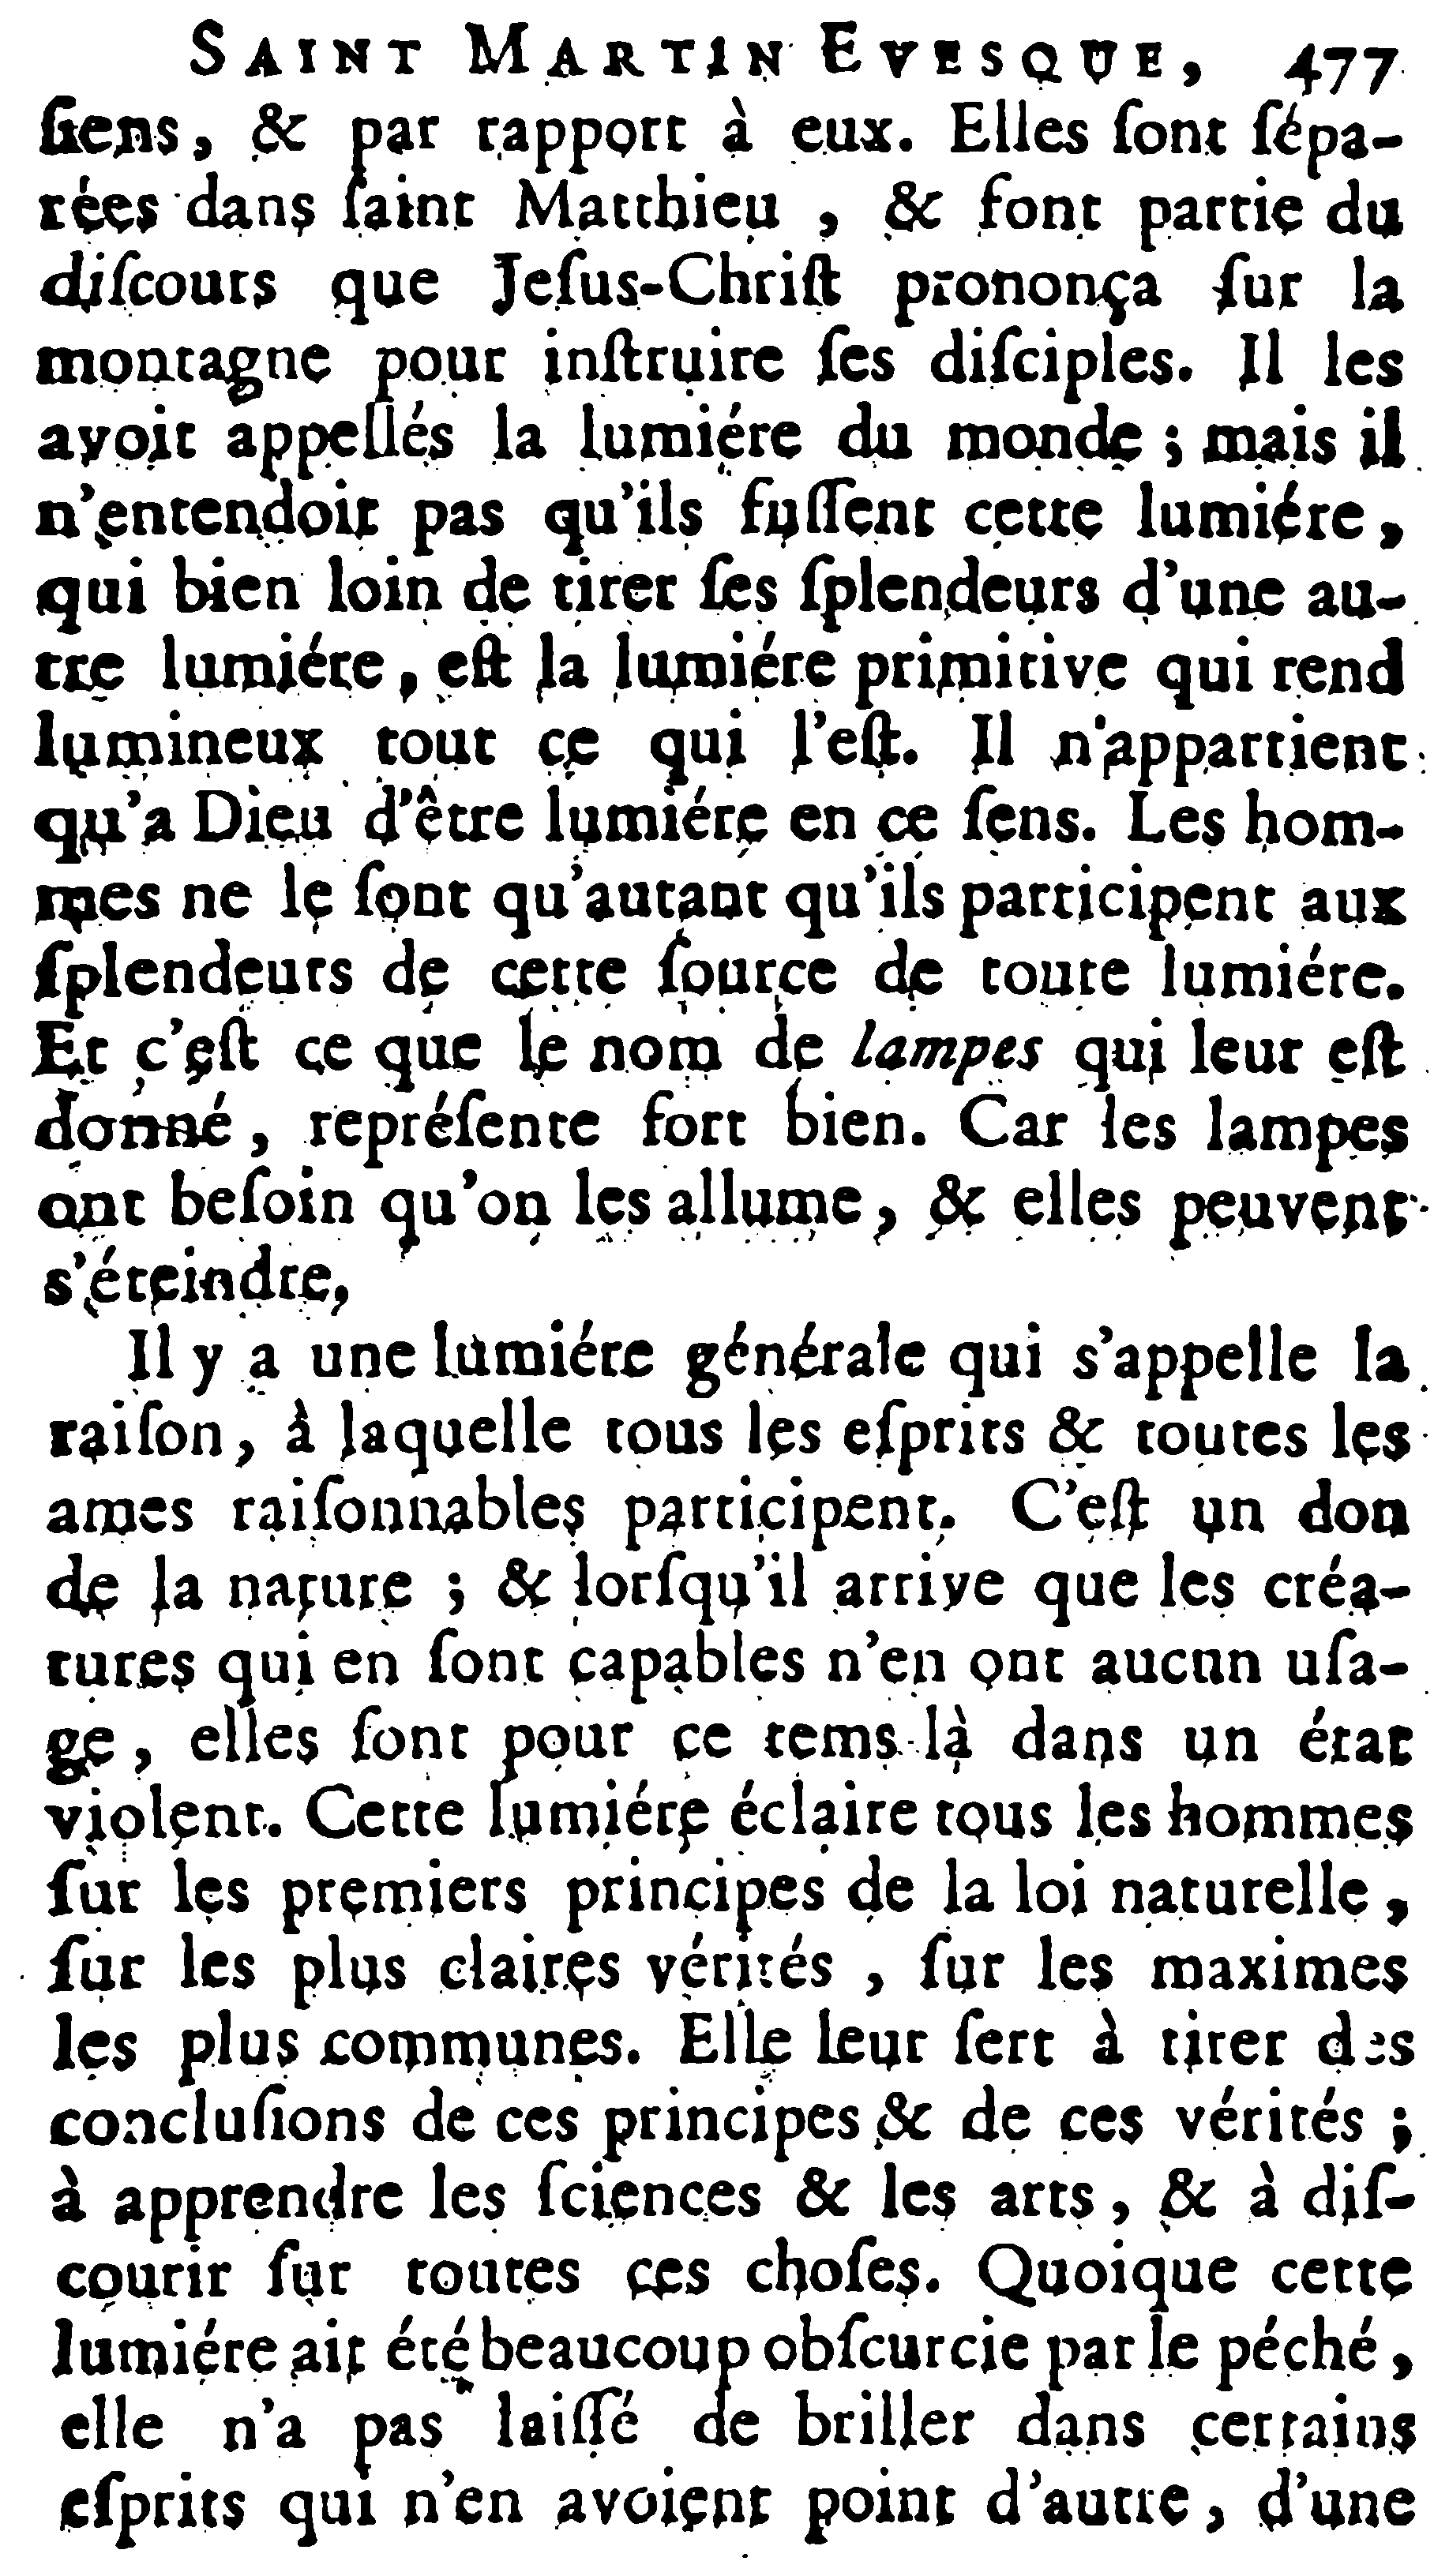 SAINT MARTIN EVESQUE, 477
ſiens, & par rapport à eux. Elles ſont ſépa-
rées dans ſaint Matthieu, & font partie du
diſcours que Jeſus-Chriſt prononça ſur la
montagne pour inſtruire ſes diſciples. Il les
avoit appellés la lumiére du monde ; mais il
n'entendoit pas qu'ils fuſſent cette lumiére,
qui bien loin de tirer ſes ſplendeurs d'une au-
tre lumiére, eſt la lumiére primitive qui rend
lumineux tout ce qui l'eſt. Il n'appartient
qu'a Dieu d'être lumiére en ce ſens. Les hom-
mes ne le ſont qu'autant qu'ils participent aux
ſplendeurs de cette ſource de toute lumiére.
Et c'eſt ce que le nom de lampes qui leur eſt
donné, repréſente fort bien. Car les lampes
ont beſoin qu'on les allume, & elles peuvent
s'éteindre,
Il y a une lumiére générale qui s'appelle la
raiſon, à laquelle tous les eſprits & toutes les
ames raiſonnables participent. C'eſt un don
de la nature ; & lorſqu'il arrive que les créa-
tures qui en ſont capables n'en ont aucun uſa-
ge, elles ſont pour ce tems-là dans un état
violent. Cette lumiére éclaire tous les hommes
ſur les premiers principes de la loi naturelle,
ſur les plus claires vérités, ſur les maximes
les plus communes. Elle leur ſert à tirer des
concluſions de ces principes & de ces vérités ;
à apprendre les ſciences & les arts, & à diſ-
courir ſur toutes ces choſes. Quoique cette
lumiére ait été beaucoup obſcurcie par le péché,
elle n'a pas laiſſé de briller dans certains
eſprits qui n'en avoient point d'autre, d'une